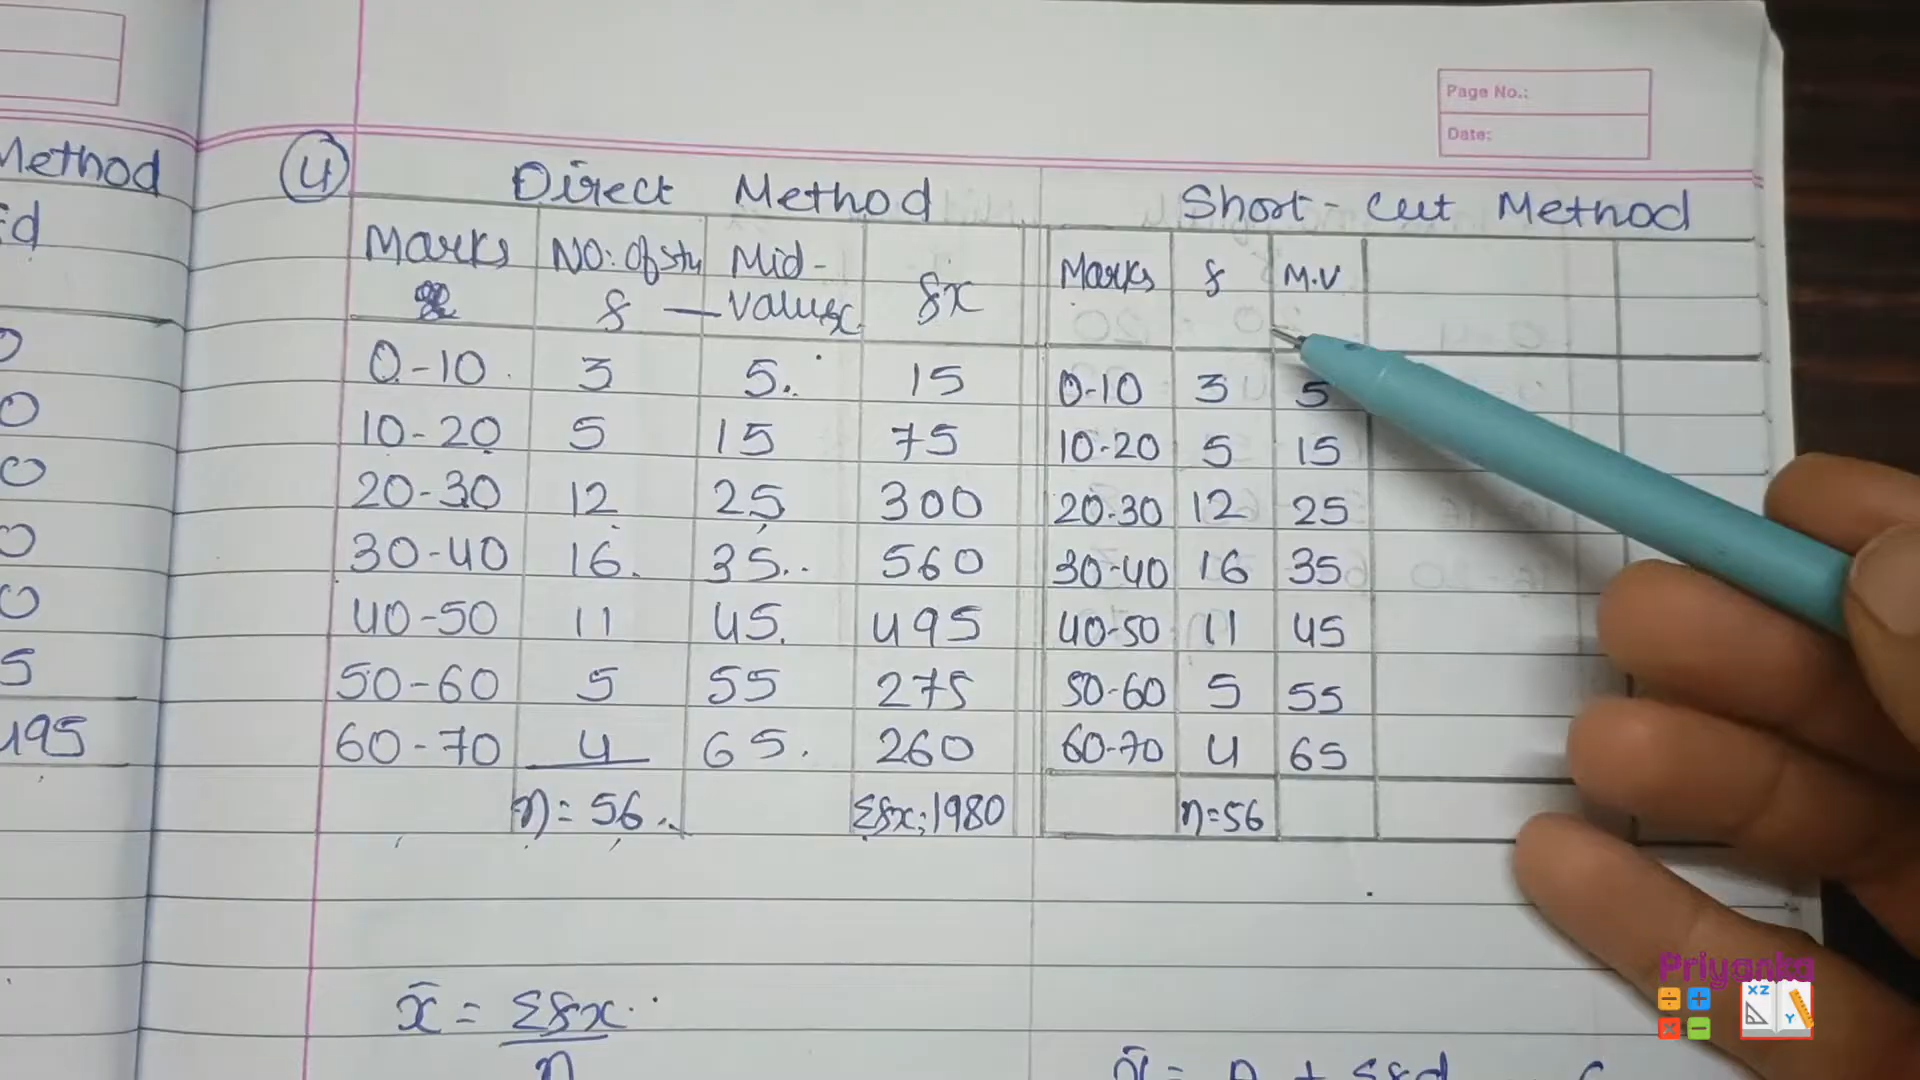 Page No.:
Date:
Method
④ Direct Method Short-cut Method
Marks No. of stu Mid- fx Marks f M.V
f — value x
0-10 3 5. 15 0-10 3 5
10-20 5 15 75 10-20 5 15
20-30 12 25 300 20-30 12 25
30-40 16. 35.. 560 30-40 16 35
40-50 11 45. 495 40-50 11 45
50-60 5 55 275 50-60 5 55
60-70 4 65. 260 60-70 4 65
n = 56 Σfx = 1980 n=56
x̄ = Σfx
n
x̄ = A + Σfd
Priyanka
XZ
Y